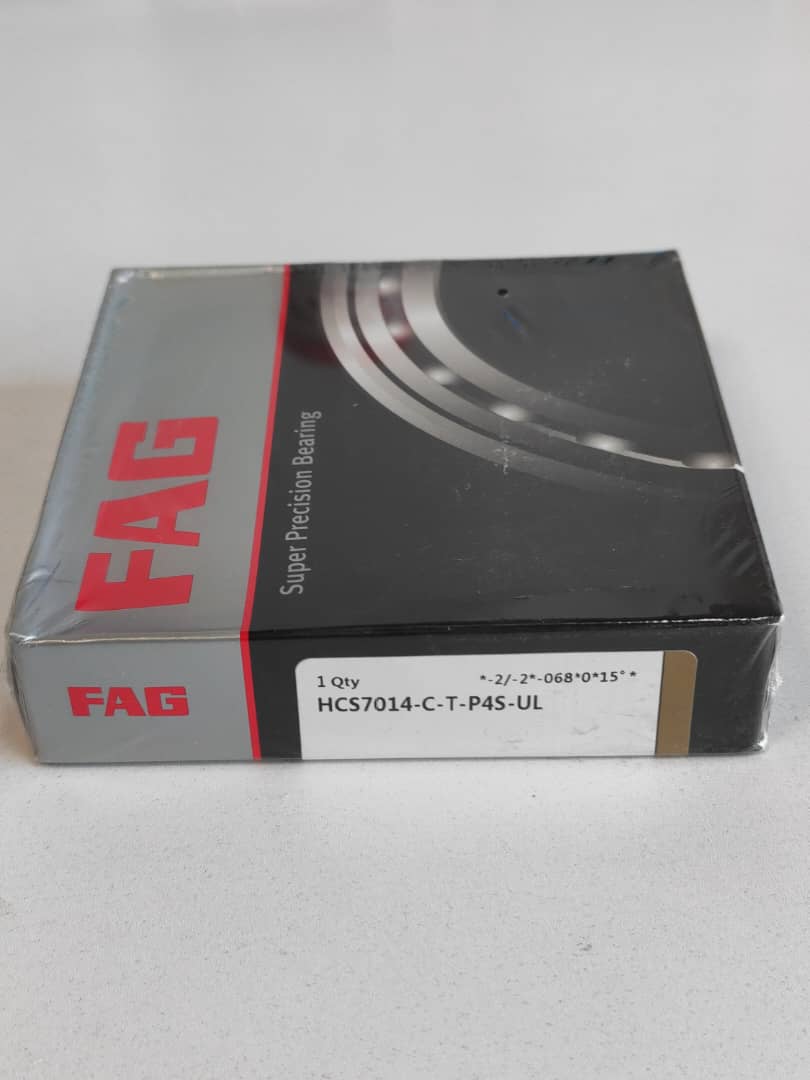 FAG
Super Precision Bearing
FAG
1 Qty *-2/-2*-068*0*15°*
HCS7014-C-T-P4S-UL